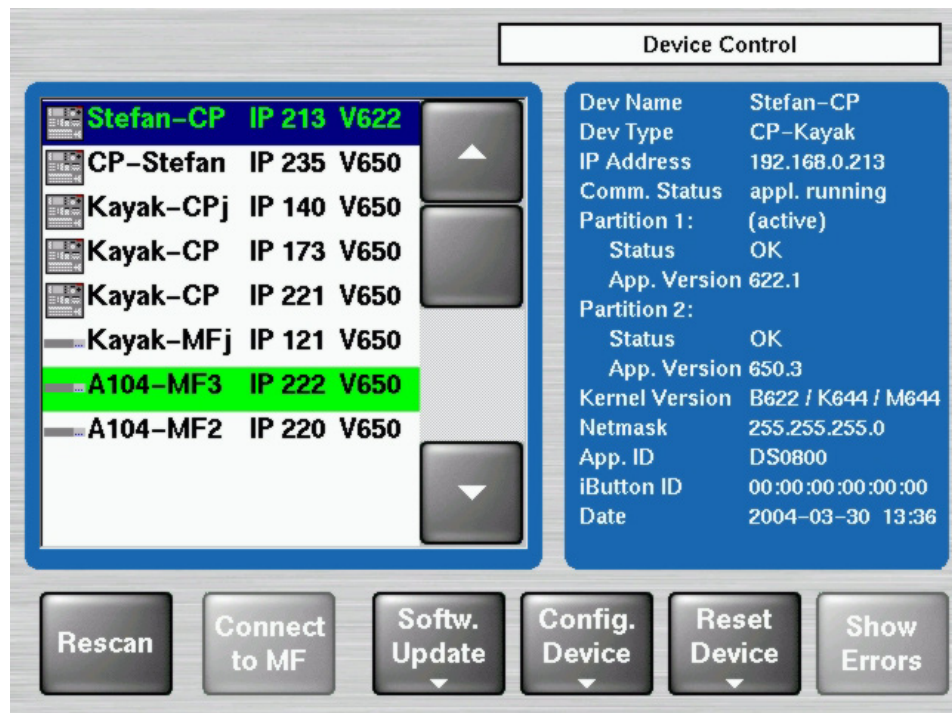 Device Control
Stefan–CP IP 213 V622
CP–Stefan IP 235 V650
Kayak–CPj IP 140 V650
Kayak–CP IP 173 V650
Kayak–CP IP 221 V650
Kayak–MFj IP 121 V650
A104–MF3 IP 222 V650
A104–MF2 IP 220 V650
Dev Name Stefan–CP
Dev Type CP–Kayak
IP Address 192.168.0.213
Comm. Status appl. running
Partition 1: (active)
Status OK
App. Version 622.1
Partition 2:
Status OK
App. Version 650.3
Kernel Version B622 / K644 / M644
Netmask 255.255.255.0
App. ID DS0800
iButton ID 00:00:00:00:00:00
Date 2004–03–30 13:36
Rescan
Connect
to MF
Softw.
Update
Config.
Device
Reset
Device
Show
Errors